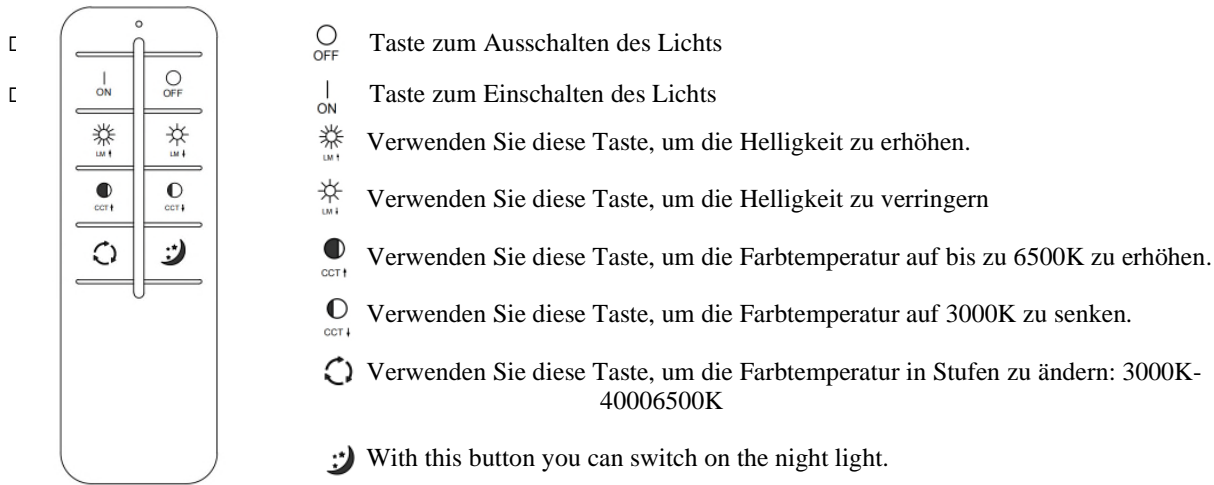 ON OFF
LM LM
CCT CCT
OFF Taste zum Ausschalten des Lichts
ON Taste zum Einschalten des Lichts
LM Verwenden Sie diese Taste, um die Helligkeit zu erhöhen.
LM Verwenden Sie diese Taste, um die Helligkeit zu verringern
CCT Verwenden Sie diese Taste, um die Farbtemperatur auf bis zu 6500K zu erhöhen.
CCT Verwenden Sie diese Taste, um die Farbtemperatur auf 3000K zu senken.
Verwenden Sie diese Taste, um die Farbtemperatur in Stufen zu ändern: 3000K-
40006500K
With this button you can switch on the night light.